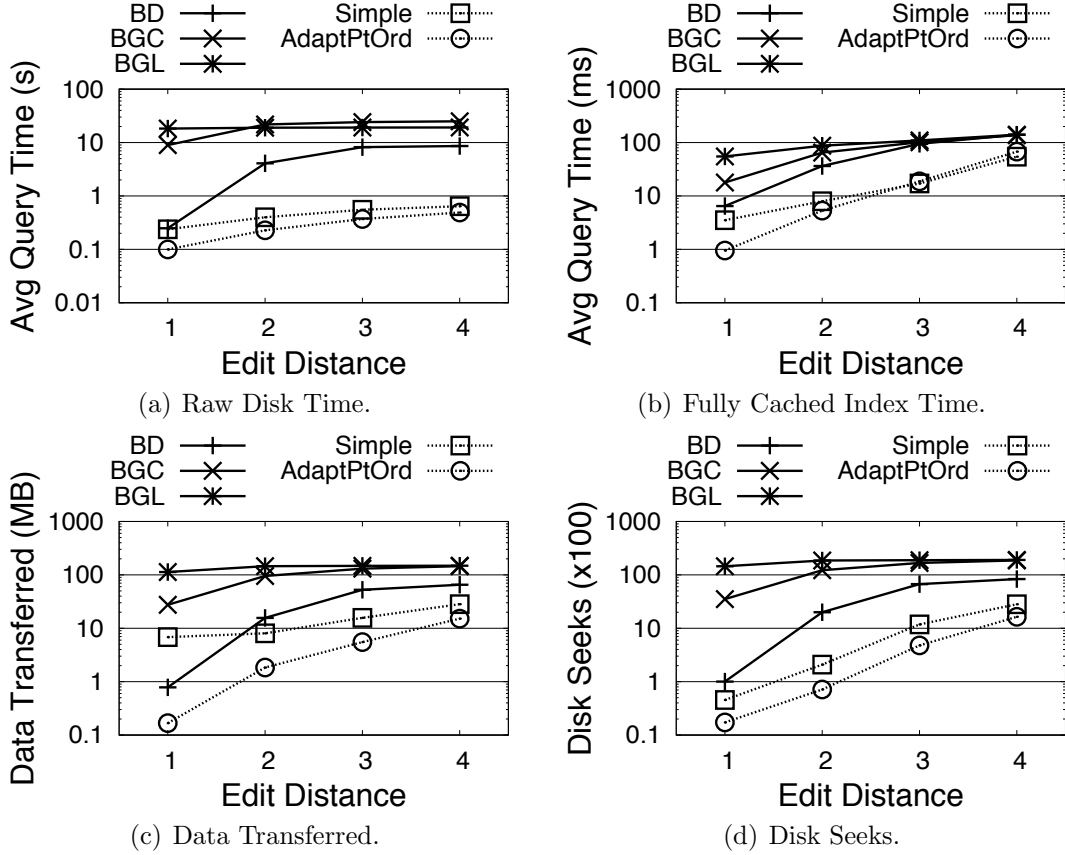 BD
BGC
BGL
Simple
AdaptPtOrd
Avg Query Time (s)
100
10
1
0.1
0.01
1 2 3 4
Edit Distance
(a) Raw Disk Time.
BD
BGC
BGL
Simple
AdaptPtOrd
Avg Query Time (ms)
1000
100
10
1
0.1
1 2 3 4
Edit Distance
(b) Fully Cached Index Time.
BD
BGC
BGL
Simple
AdaptPtOrd
Data Transferred (MB)
1000
100
10
1
0.1
1 2 3 4
Edit Distance
(c) Data Transferred.
BD
BGC
BGL
Simple
AdaptPtOrd
Disk Seeks (x100)
1000
100
10
1
0.1
1 2 3 4
Edit Distance
(d) Disk Seeks.